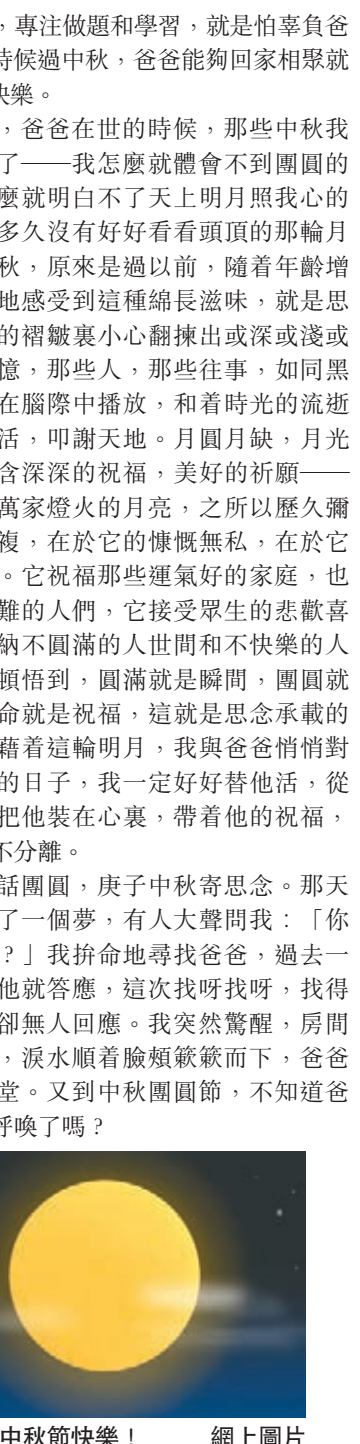 ，專注做題和學習，就是怕辜負爸
時候過中秋，爸爸能夠回家相聚就
快樂。
，爸爸在世的時候，那些中秋我
了——我怎麼就體會不到團圓的
麼就明白不了天上明月照我心的
多久沒有好好看看頭頂的那輪月
秋，原來是過以前，隨着年齡增
地感受到這種綿長滋味，就是思
的褶皺裏小心翻揀出或深或淺或
憶，那些人，那些往事，如同黑
在腦際中播放，和着時光的流逝
活，叩謝天地。月圓月缺，月光
含深深的祝福，美好的祈願——
萬家燈火的月亮，之所以歷久彌
複，在於它的慷慨無私，在於它
。它祝福那些運氣好的家庭，也
難的人們，它接受眾生的悲歡喜
納不圓滿的人世間和不快樂的人
頓悟到，圓滿就是瞬間，團圓就
命就是祝福，這就是思念承載的
藉着這輪明月，我與爸爸悄悄對
的日子，我一定好好替他活，從
把他裝在心裏，帶着他的祝福，
不分離。
話團圓，庚子中秋寄思念。那天
了一個夢，有人大聲問我：「你
？」我拚命地尋找爸爸，過去一
他就答應，這次找呀找呀，找得
卻無人回應。我突然驚醒，房間
，淚水順着臉頰簌簌而下，爸爸
堂。又到中秋團圓節，不知道爸
呼喚了嗎？
中秋節快樂！ 網上圖片